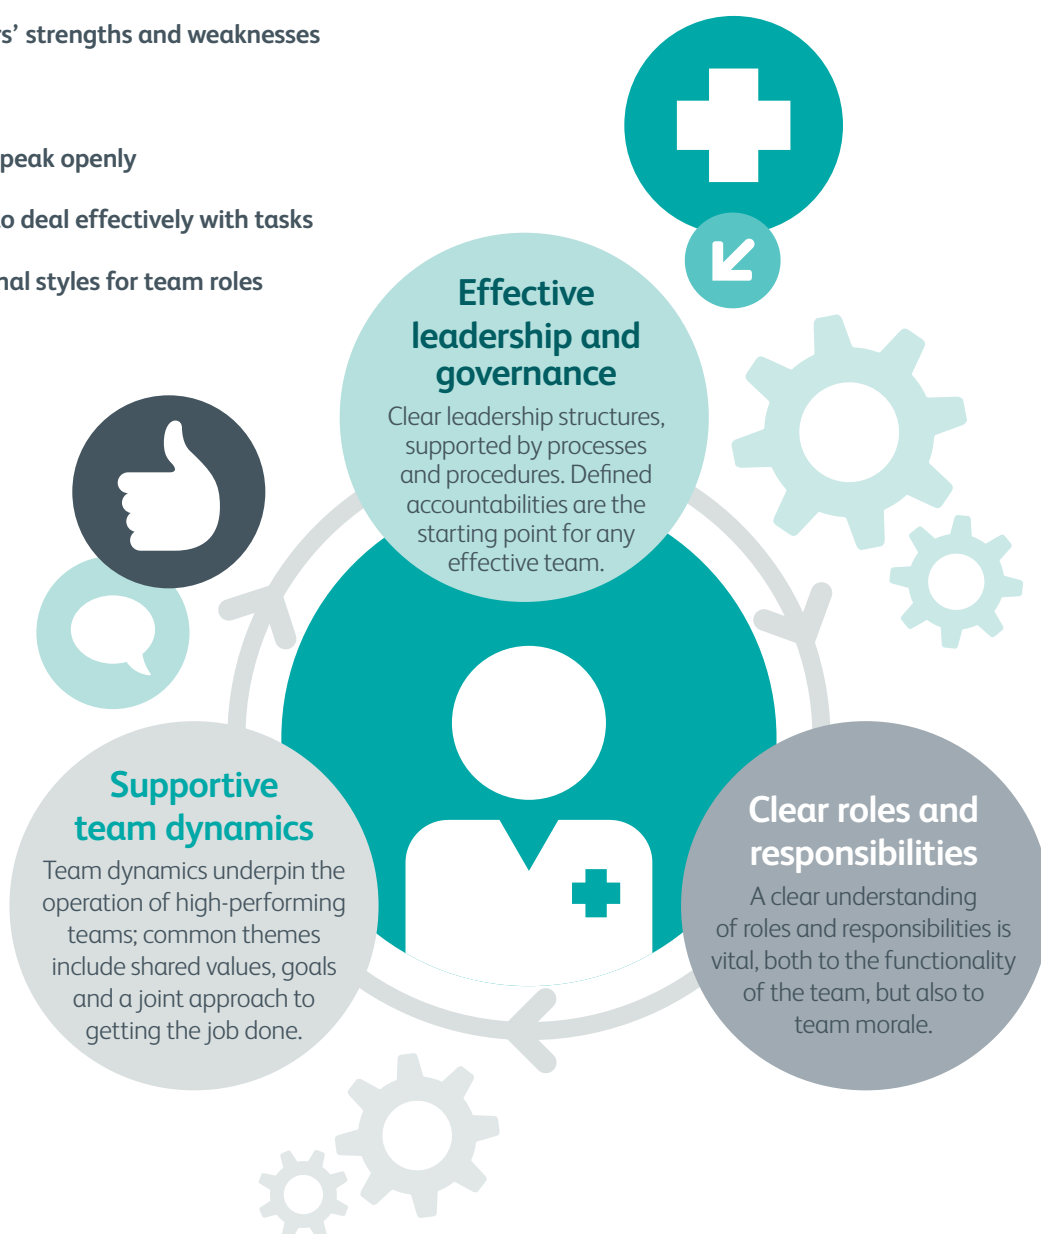 rs’ strengths and weaknesses
peak openly
to deal effectively with tasks
nal styles for team roles
Effective
leadership and
governance
Clear leadership structures,
supported by processes
and procedures. Defined
accountabilities are the
starting point for any
effective team.
Supportive
team dynamics
Team dynamics underpin the
operation of high-performing
teams; common themes
include shared values, goals
and a joint approach to
getting the job done.
Clear roles and
responsibilities
A clear understanding
of roles and responsibilities is
vital, both to the functionality
of the team, but also to
team morale.